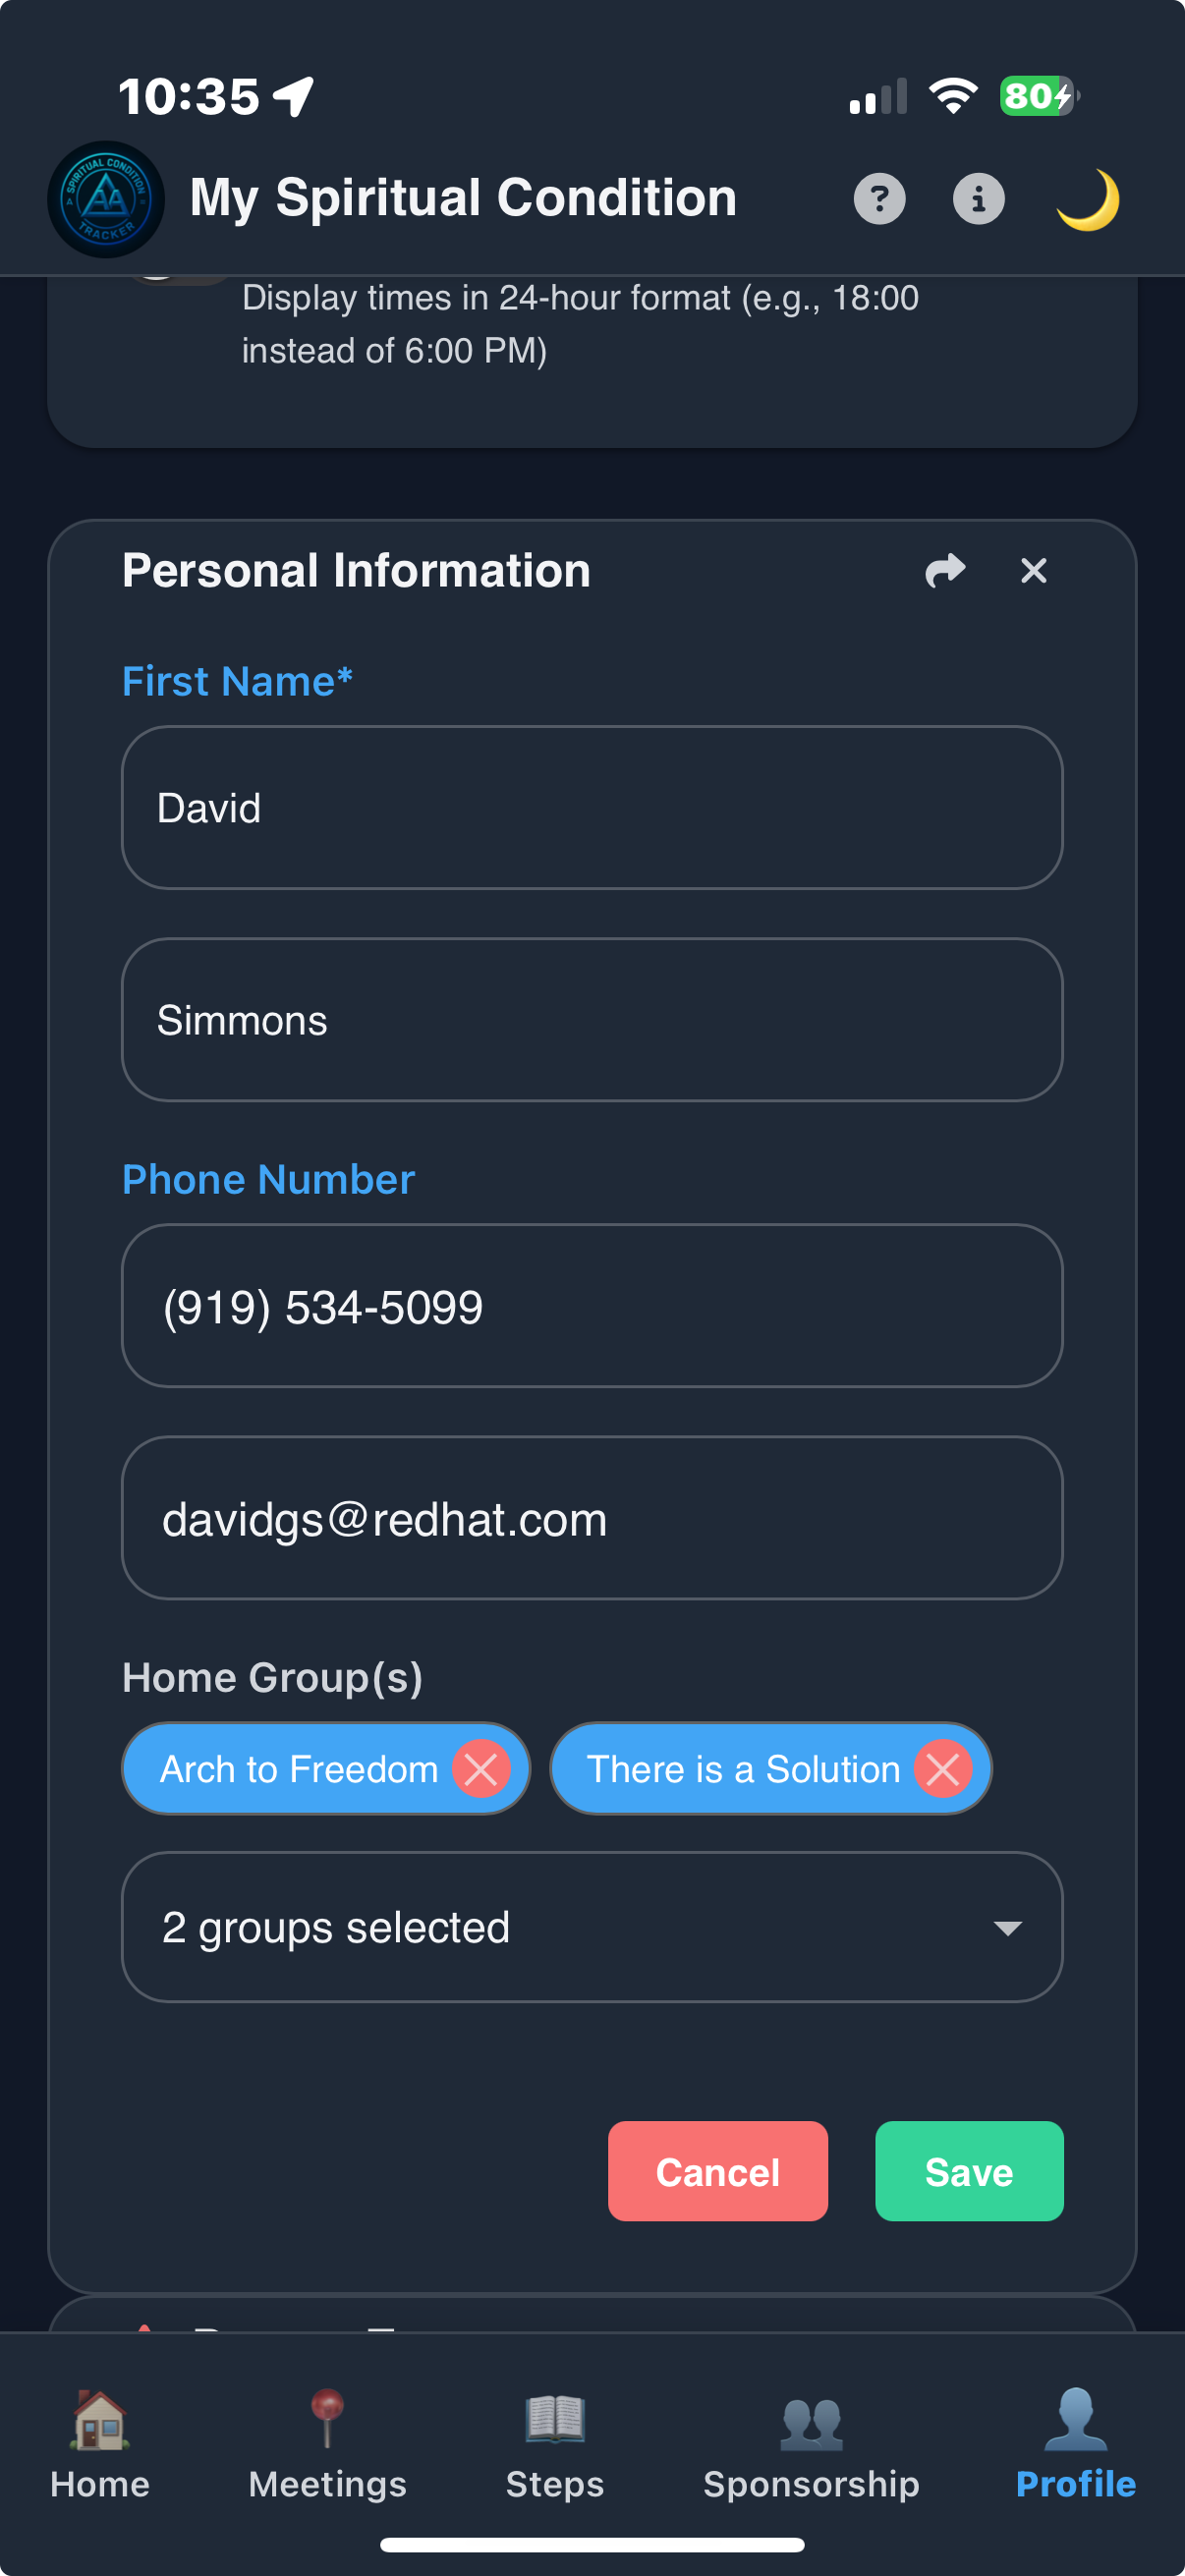 10:35
80
SPIRITUAL CONDITION
AA
TRACKER
My Spiritual Condition
?
i
Display times in 24-hour format (e.g., 18:00
instead of 6:00 PM)
Personal Information
First Name*
David
Simmons
Phone Number
(919) 534-5099
davidgs@redhat.com
Home Group(s)
Arch to Freedom
There is a Solution
2 groups selected
Cancel
Save
Home
Meetings
Steps
Sponsorship
Profile